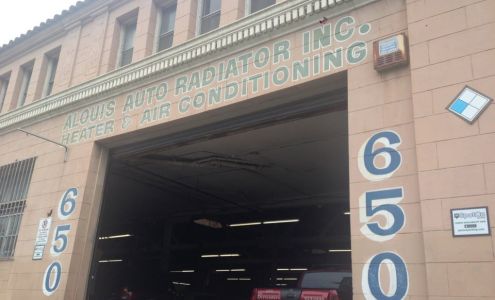 ALOUIS AUTO RADIATOR INC.
HEATER & AIR CONDITIONING
650
650